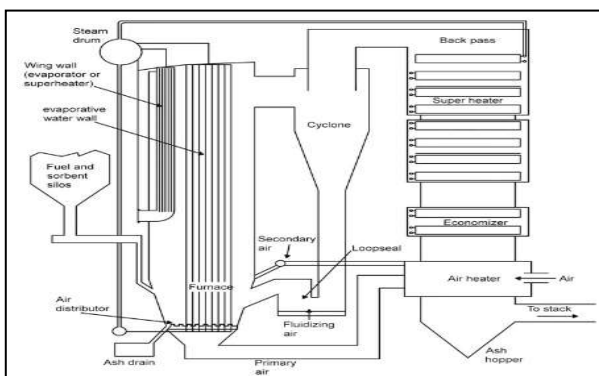 Steam
drum
Wing wall
(evaporator or
superheater)
evaporative
water wall
Fuel and
sorbent
silos
Air
distributor
Ash drain
Furnace
Primary
air
Secondary
air
Cyclone
Loopseal
Fluidizing
air
Back pass
Super heater
Economizer
Air heater
Air
To stack
Ash
hopper